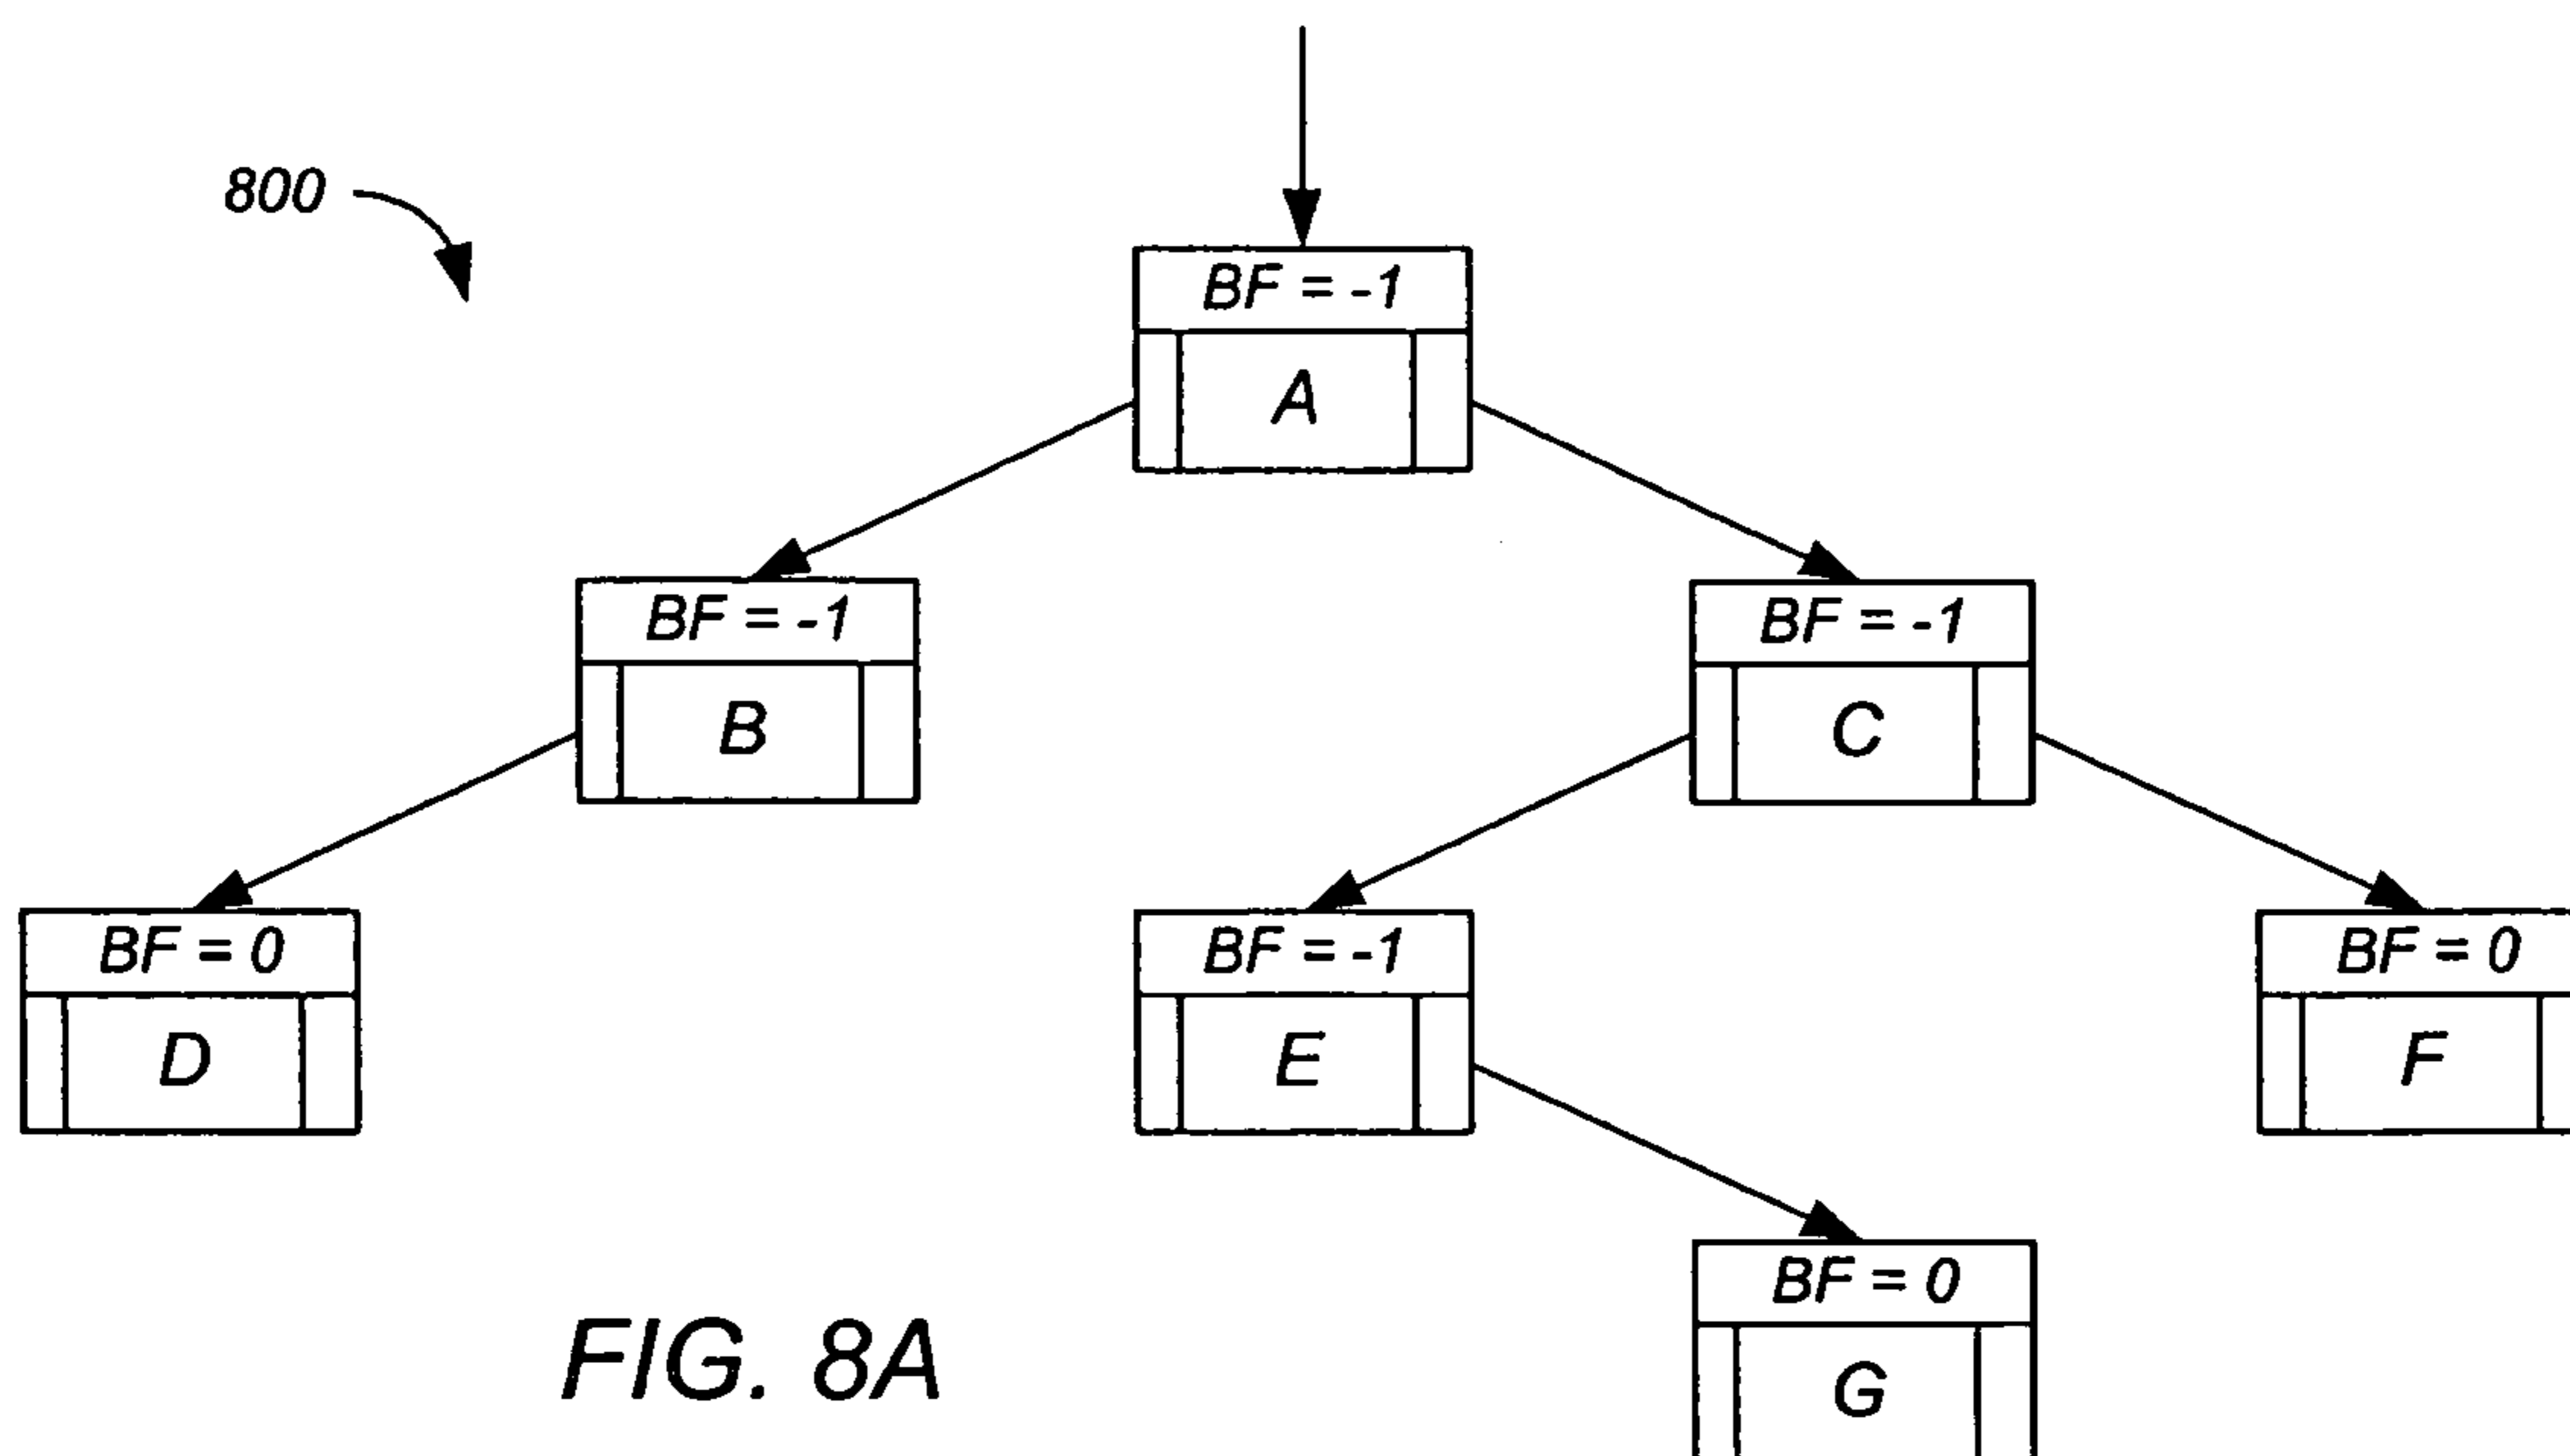 800
BF = -1
A
BF = -1
B
BF = -1
C
BF = 0
D
BF = -1
E
BF = 0
F
BF = 0
G
FIG. 8A